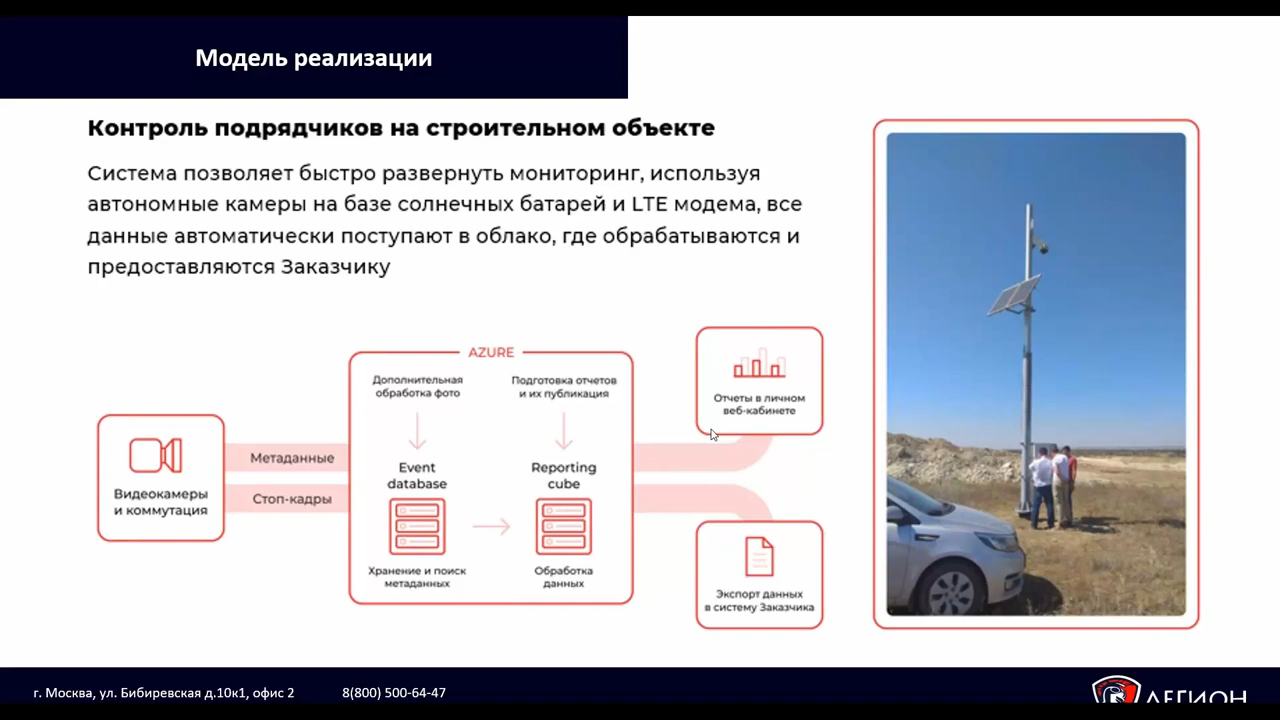 Модель реализации
Контроль подрядчиков на строительном объекте
Система позволяет быстро развернуть мониторинг, используя
автономные камеры на базе солнечных батарей и LTE модема, все
данные автоматически поступают в облако, где обрабатываются и
предоставляются Заказчику
Видеокамеры
и коммутация
Метаданные
Стоп-кадры
AZURE
Дополнительная
обработка фото
Event
database
Хранение и поиск
метаданных
Подготовка отчетов
и их публикация
Reporting
cube
Обработка
данных
Отчеты в личном
веб-кабинете
Экспорт данных
в систему Заказчика
г. Москва, ул. Бибиревская д.10к1, офис 2
8(800) 500-64-47
ЛЕГИОН